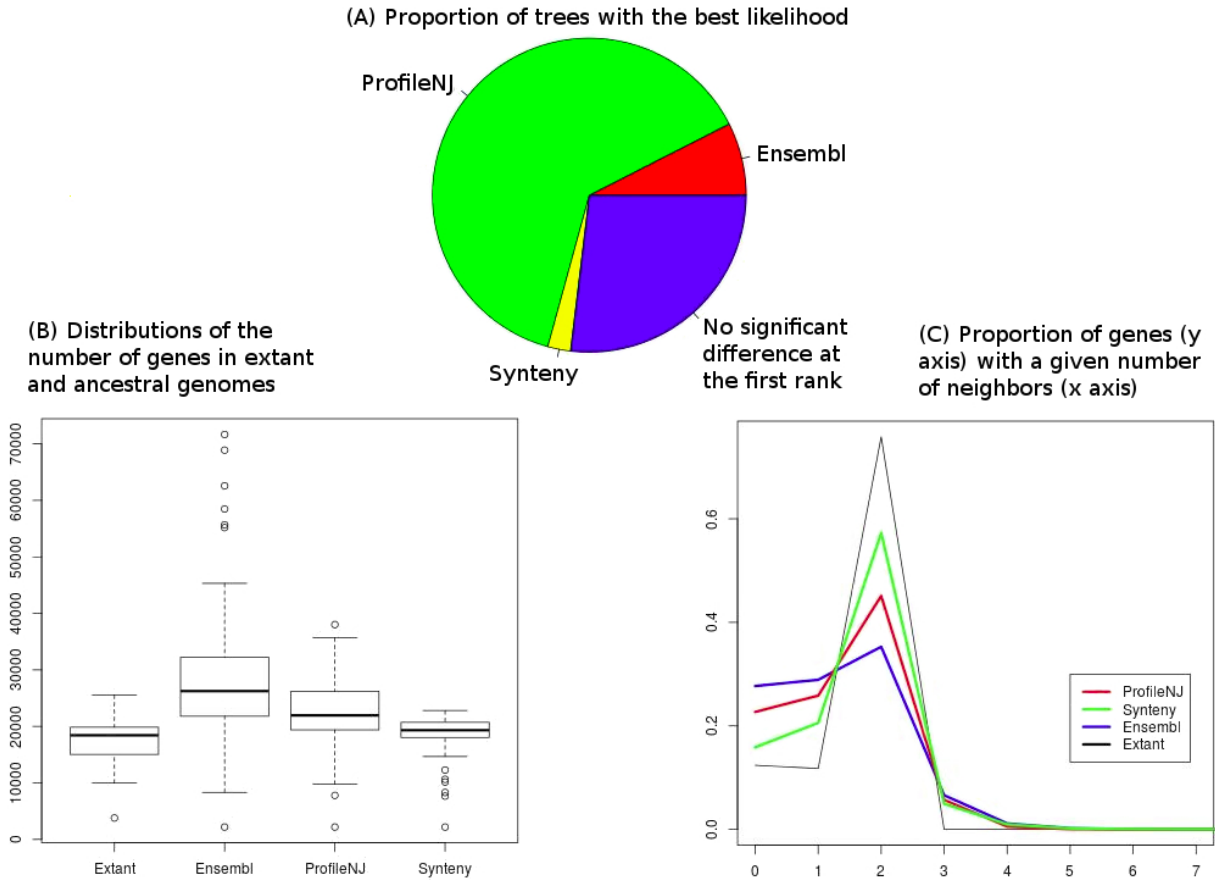 (A) Proportion of trees with the best likelihood
ProfileNJ
Ensembl
Synteny
No significant
difference at
the first rank
(B) Distributions of the
number of genes in extant
and ancestral genomes
70000
60000
50000
40000
30000
20000
10000
0
Extant
Ensembl
ProfileNJ
Synteny
(C) Proportion of genes (y
axis) with a given number
of neighbors (x axis)
0.6
0.4
0.2
0.0
ProfileNJ
Synteny
Ensembl
Extant
0 1 2 3 4 5 6 7